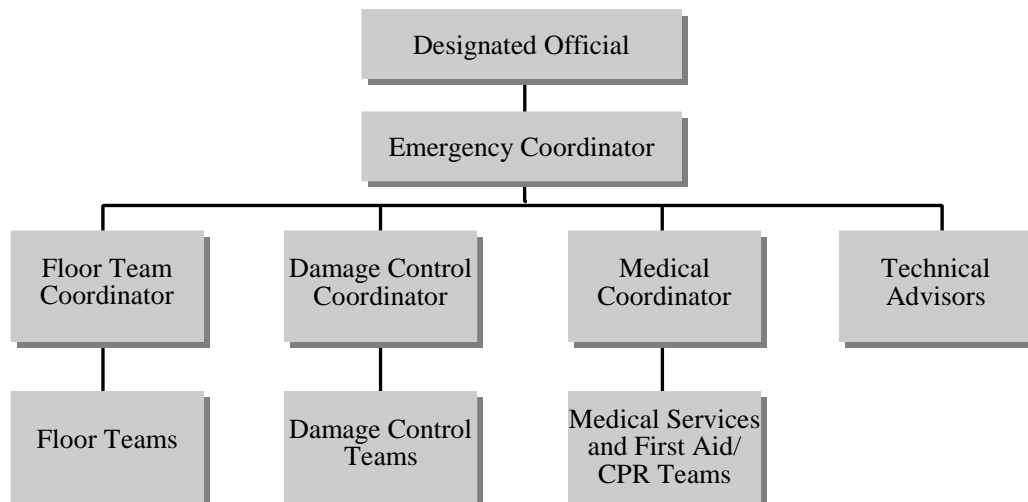 Designated Official
Emergency Coordinator
Floor Team
Coordinator
Damage Control
Coordinator
Medical
Coordinator
Technical
Advisors
Floor Teams
Damage Control
Teams
Medical Services
and First Aid/
CPR Teams